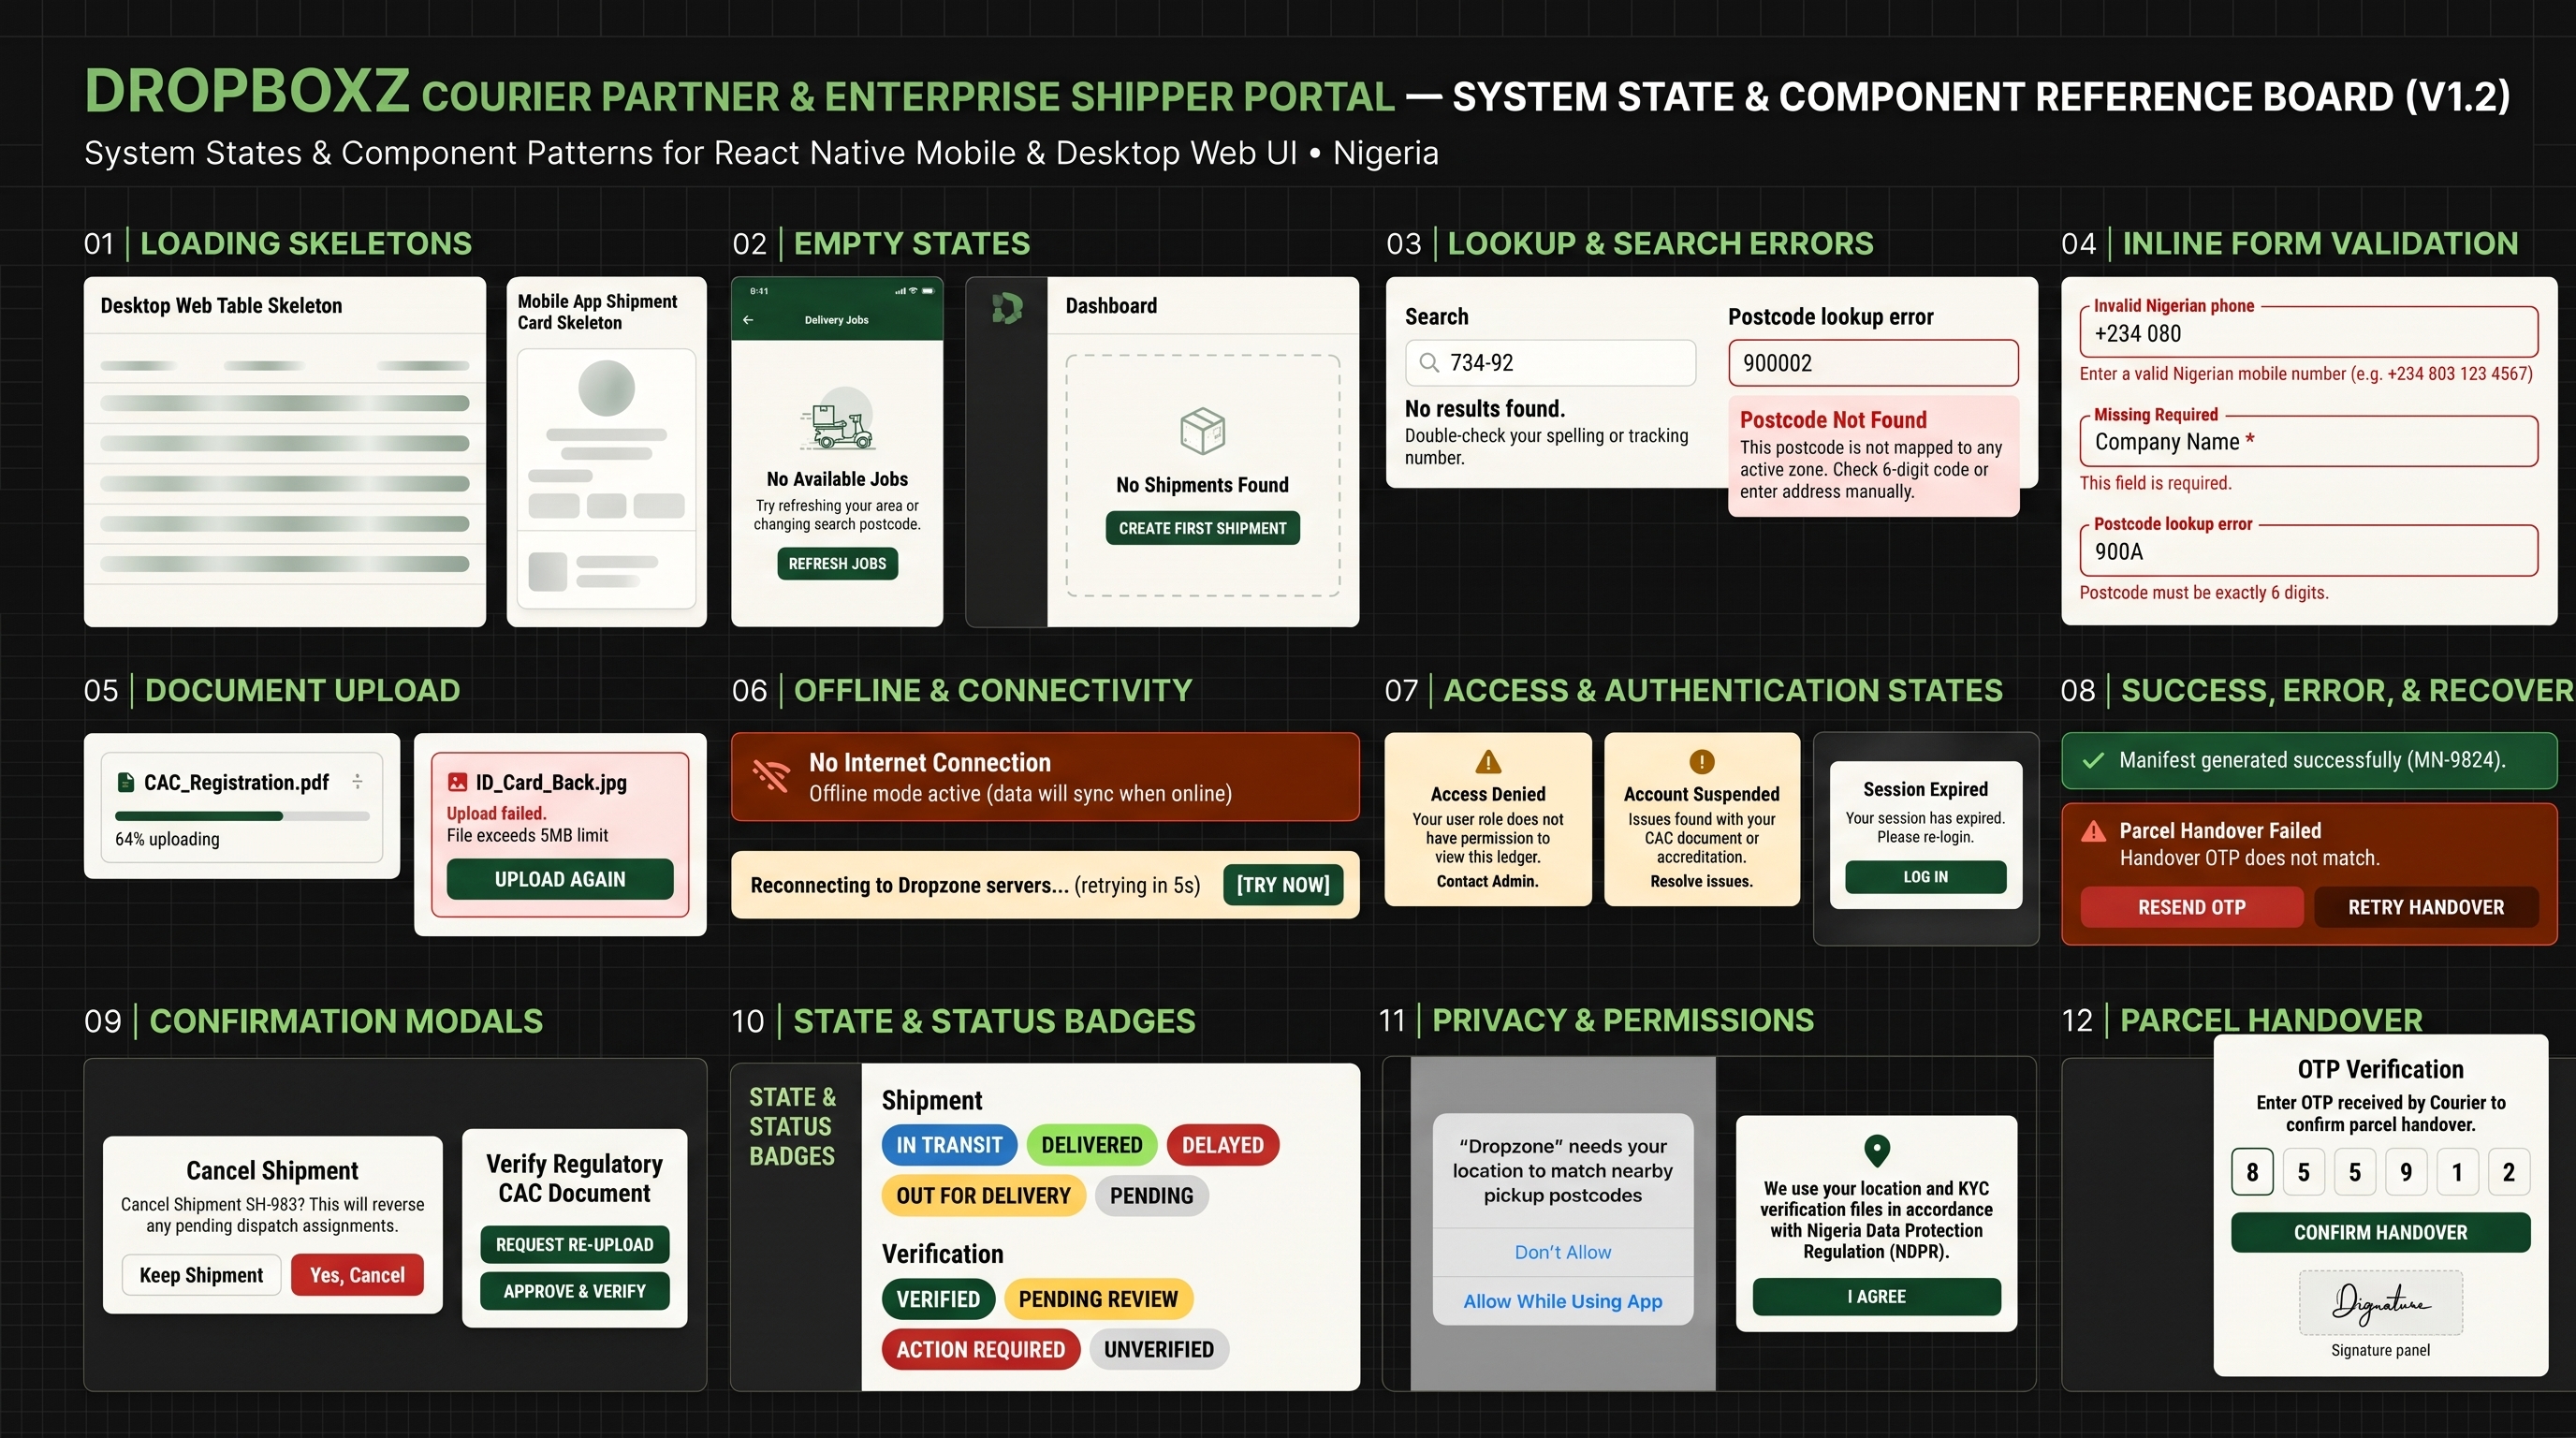 DROPBOXZ COURIER PARTNER & ENTERPRISE SHIPPER PORTAL — SYSTEM STATE & COMPONENT REFERENCE BOARD (V1.2)
System States & Component Patterns for React Native Mobile & Desktop Web UI • Nigeria
01 | LOADING SKELETONS
Desktop Web Table Skeleton
Mobile App Shipment
Card Skeleton
02 | EMPTY STATES
9:41
Delivery Jobs
No Available Jobs
Try refreshing your area or
changing search postcode.
REFRESH JOBS
Dashboard
No Shipments Found
CREATE FIRST SHIPMENT
03 | LOOKUP & SEARCH ERRORS
Search
734-92
No results found.
Double-check your spelling or tracking
number.
Postcode lookup error
900002
Postcode Not Found
This postcode is not mapped to any
active zone. Check 6-digit code or
enter address manually.
04 | INLINE FORM VALIDATION
Invalid Nigerian phone
+234 080
Enter a valid Nigerian mobile number (e.g. +234 803 123 4567)
Missing Required
Company Name *
This field is required.
Postcode lookup error
900A
Postcode must be exactly 6 digits.
05 | DOCUMENT UPLOAD
CAC_Registration.pdf
64% uploading
ID_Card_Back.jpg
Upload failed.
File exceeds 5MB limit
UPLOAD AGAIN
06 | OFFLINE & CONNECTIVITY
No Internet Connection
Offline mode active (data will sync when online)
Reconnecting to Dropzone servers... (retrying in 5s)
[TRY NOW]
07 | ACCESS & AUTHENTICATION STATES
Access Denied
Your user role does not
have permission to
view this ledger.
Contact Admin.
Account Suspended
Issues found with your
CAC document or
accreditation.
Resolve issues.
Session Expired
Your session has expired.
Please re-login.
LOG IN
08 | SUCCESS, ERROR, & RECOVER
Manifest generated successfully (MN-9824).
Parcel Handover Failed
Handover OTP does not match.
RESEND OTP
RETRY HANDOVER
09 | CONFIRMATION MODALS
Cancel Shipment
Cancel Shipment SH-983? This will reverse
any pending dispatch assignments.
Keep Shipment
Yes, Cancel
Verify Regulatory
CAC Document
REQUEST RE-UPLOAD
APPROVE & VERIFY
10 | STATE & STATUS BADGES
STATE &
STATUS
BADGES
Shipment
IN TRANSIT
DELIVERED
DELAYED
OUT FOR DELIVERY
PENDING
Verification
VERIFIED
PENDING REVIEW
ACTION REQUIRED
UNVERIFIED
11 | PRIVACY & PERMISSIONS
“Dropzone” needs your
location to match nearby
pickup postcodes
Don’t Allow
Allow While Using App
We use your location and KYC
verification files in accordance
with Nigeria Data Protection
Regulation (NDPR).
I AGREE
12 | PARCEL HANDOVER
OTP Verification
Enter OTP received by Courier to
confirm parcel handover.
8 5 5 9 1 2
CONFIRM HANDOVER
Dignature
Signature panel